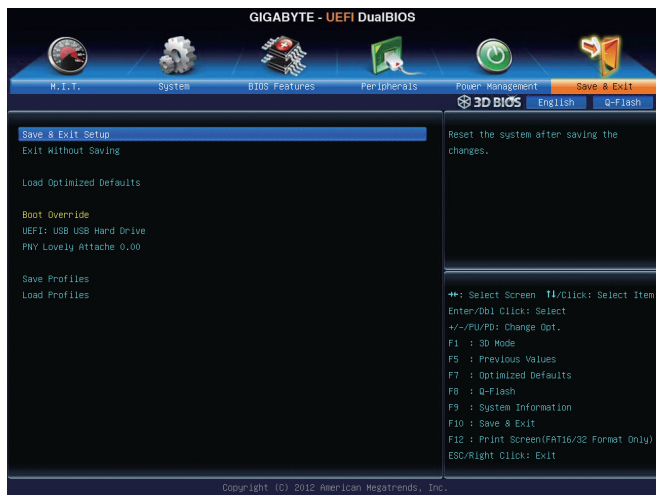 GIGABYTE - UEFI DualBIOS
M.I.T.
System
BIOS Features
Peripherals
Power Management
Save & Exit
3D BIOS
English
Q-Flash
Save & Exit Setup
Exit Without Saving
Load Optimized Defaults
Boot Override
UEFI: USB USB Hard Drive
PNY Lovely Attache 0.00
Save Profiles
Load Profiles
Reset the system after saving the
changes.
→←: Select Screen ↑↓/Click: Select Item
Enter/Dbl Click: Select
+/-/PU/PD: Change Opt.
F1 : 3D Mode
F5 : Previous Values
F7 : Optimized Defaults
F8 : Q-Flash
F9 : System Information
F10 : Save & Exit
F12 : Print Screen(FAT16/32 Format Only)
ESC/Right Click: Exit
Copyright (C) 2012 American Megatrends, Inc.